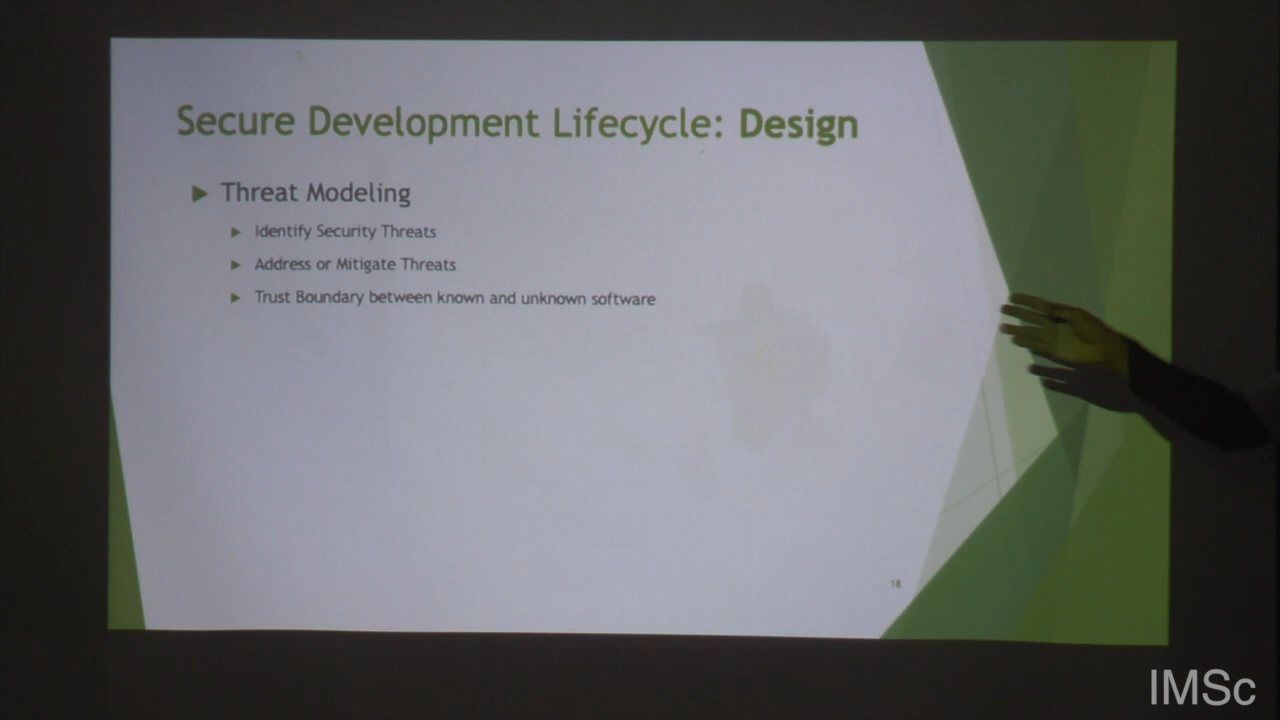 Secure Development Lifecycle: Design
Threat Modeling
Identify Security Threats
Address or Mitigate Threats
Trust Boundary between known and unknown software
18
IMSc